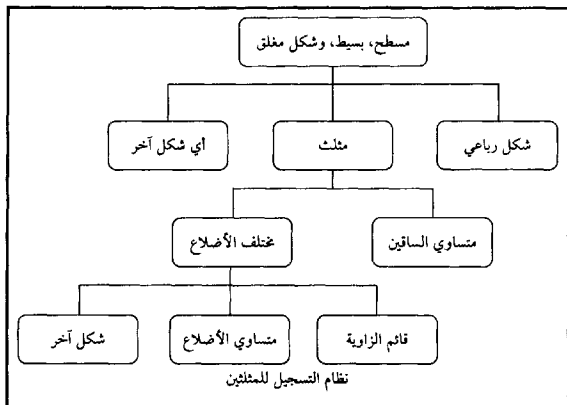 مسطح، بسيط، وشكل مغلق
شكل رباعي
مثلث
أي شكل آخر
متساوي الساقين
مختلف الأضلاع
قائم الزاوية
متساوي الأضلاع
شكل آخر
نظام التسجيل للمثلثين